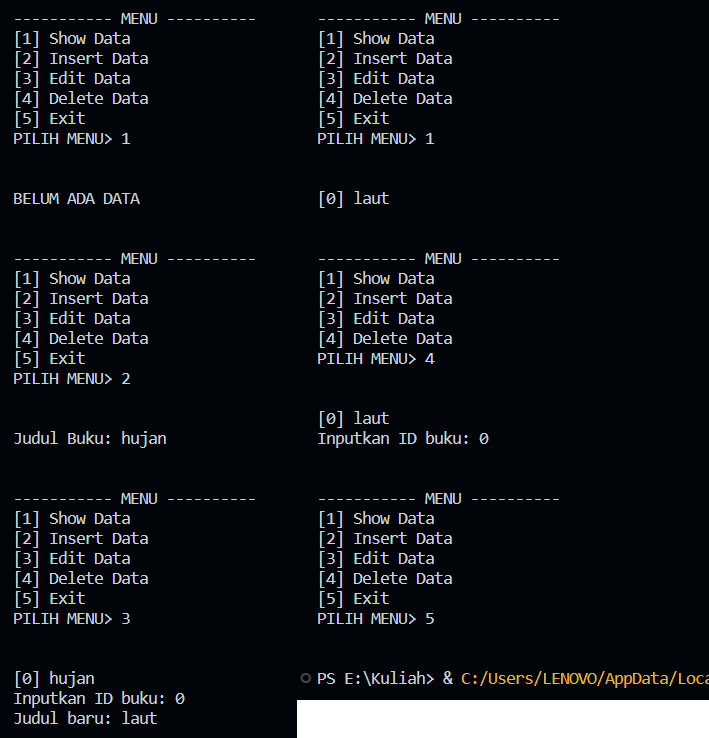 ----------- MENU ----------
[1] Show Data
[2] Insert Data
[3] Edit Data
[4] Delete Data
[5] Exit
PILIH MENU> 1
BELUM ADA DATA
----------- MENU ----------
[1] Show Data
[2] Insert Data
[3] Edit Data
[4] Delete Data
[5] Exit
PILIH MENU> 2
Judul Buku: hujan
----------- MENU ----------
[1] Show Data
[2] Insert Data
[3] Edit Data
[4] Delete Data
[5] Exit
PILIH MENU> 3
[0] hujan
Inputkan ID buku: 0
Judul baru: laut
----------- MENU ----------
[1] Show Data
[2] Insert Data
[3] Edit Data
[4] Delete Data
[5] Exit
PILIH MENU> 1
[0] laut
----------- MENU ----------
[1] Show Data
[2] Insert Data
[3] Edit Data
[4] Delete Data
PILIH MENU> 4
[0] laut
Inputkan ID buku: 0
----------- MENU ----------
[1] Show Data
[2] Insert Data
[3] Edit Data
[4] Delete Data
[5] Exit
PILIH MENU> 5
PS E:\Kuliah> & C:/Users/LENOVO/AppData/Loca